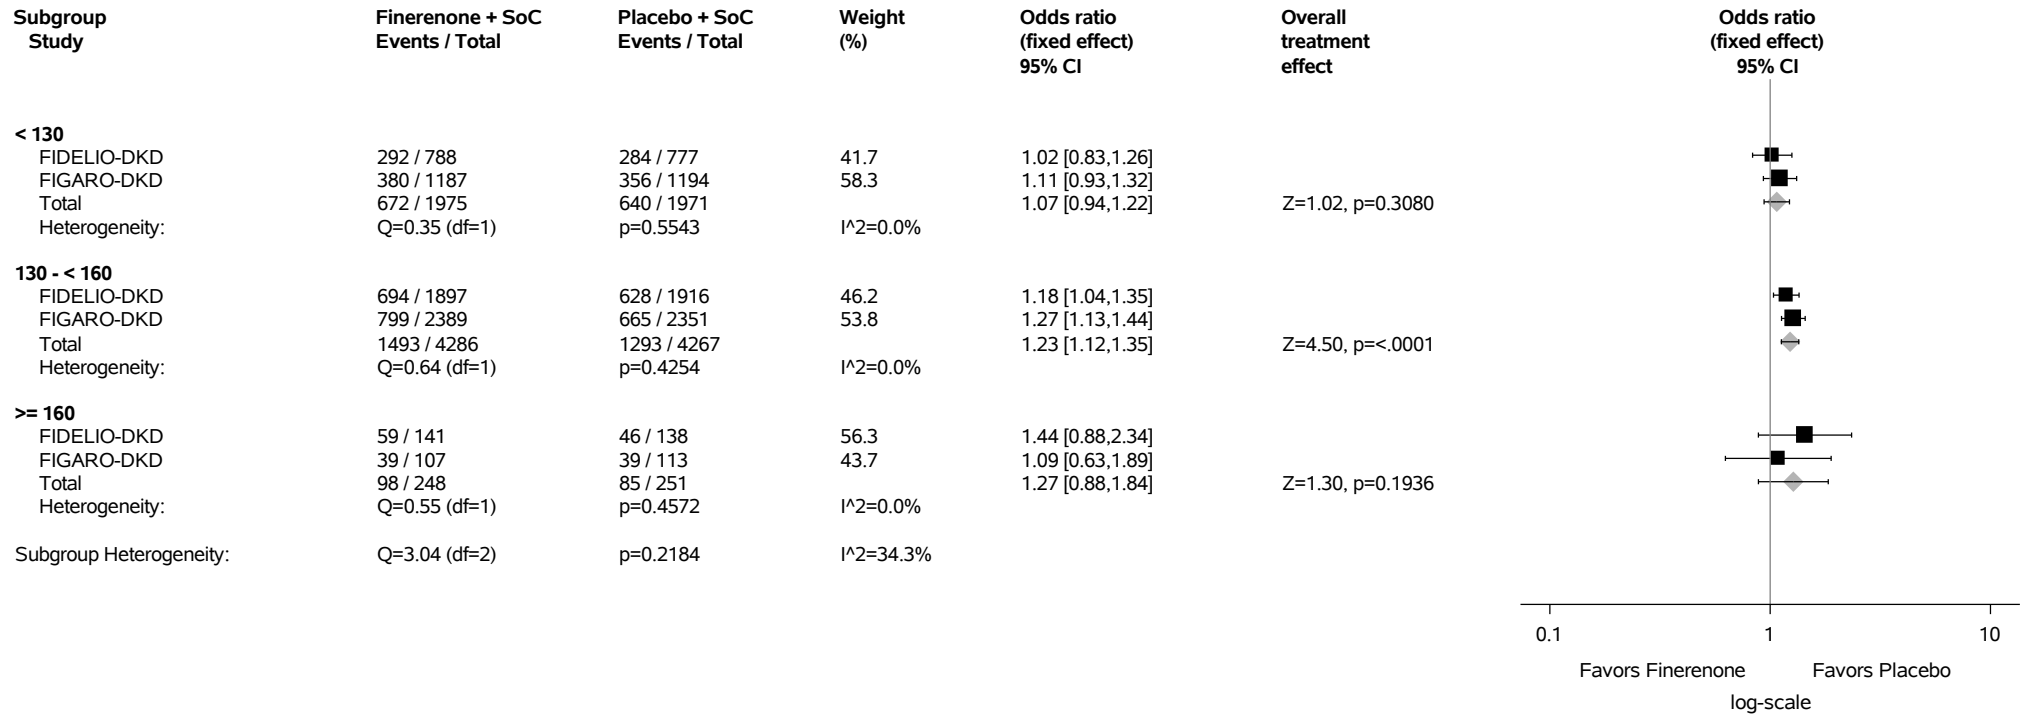 Subgroup Finerenone + SoC Placebo + SoC Weight Odds ratio Overall Odds ratio
Study Events / Total Events / Total (%) (fixed effect) treatment (fixed effect)
95% CI effect 95% CI
< 130
FIDELIO-DKD 292 / 788 284 / 777 41.7 1.02 [0.83,1.26]
FIGARO-DKD 380 / 1187 356 / 1194 58.3 1.11 [0.93,1.32]
Total 672 / 1975 640 / 1971 1.07 [0.94,1.22] Z=1.02, p=0.3080
Heterogeneity: Q=0.35 (df=1) p=0.5543 I^2=0.0%
130 - < 160
FIDELIO-DKD 694 / 1897 628 / 1916 46.2 1.18 [1.04,1.35]
FIGARO-DKD 799 / 2389 665 / 2351 53.8 1.27 [1.13,1.44]
Total 1493 / 4286 1293 / 4267 1.23 [1.12,1.35] Z=4.50, p=<.0001
Heterogeneity: Q=0.64 (df=1) p=0.4254 I^2=0.0%
>= 160
FIDELIO-DKD 59 / 141 46 / 138 56.3 1.44 [0.88,2.34]
FIGARO-DKD 39 / 107 39 / 113 43.7 1.09 [0.63,1.89]
Total 98 / 248 85 / 251 1.27 [0.88,1.84] Z=1.30, p=0.1936
Heterogeneity: Q=0.55 (df=1) p=0.4572 I^2=0.0%
Subgroup Heterogeneity: Q=3.04 (df=2) p=0.2184 I^2=34.3%
0.1 1 10
Favors Finerenone Favors Placebo
log-scale